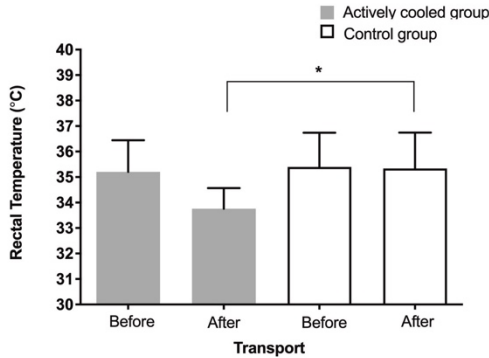 Actively cooled group
Control group
*
40
39
38
37
36
35
34
33
32
31
30
Rectal Temperature (°C)
Before
After
Before
After
Transport